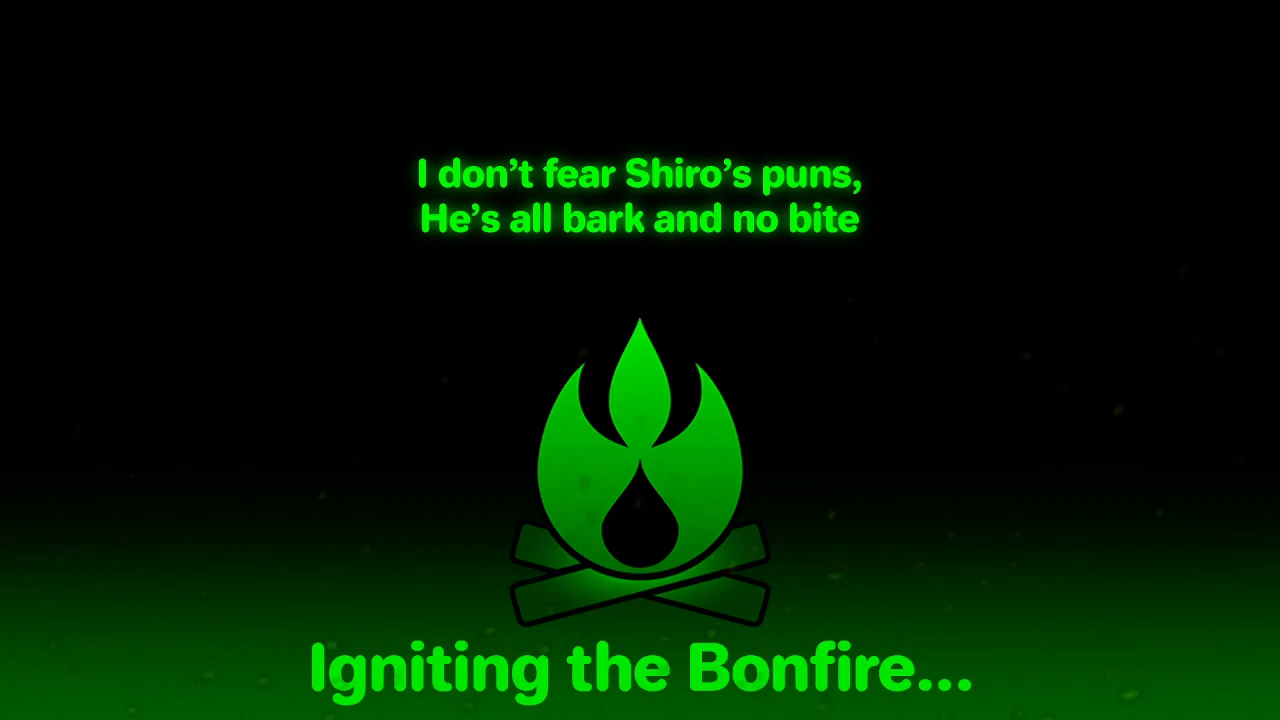 I don’t fear Shiro’s puns,
He’s all bark and no bite
Igniting the Bonfire...